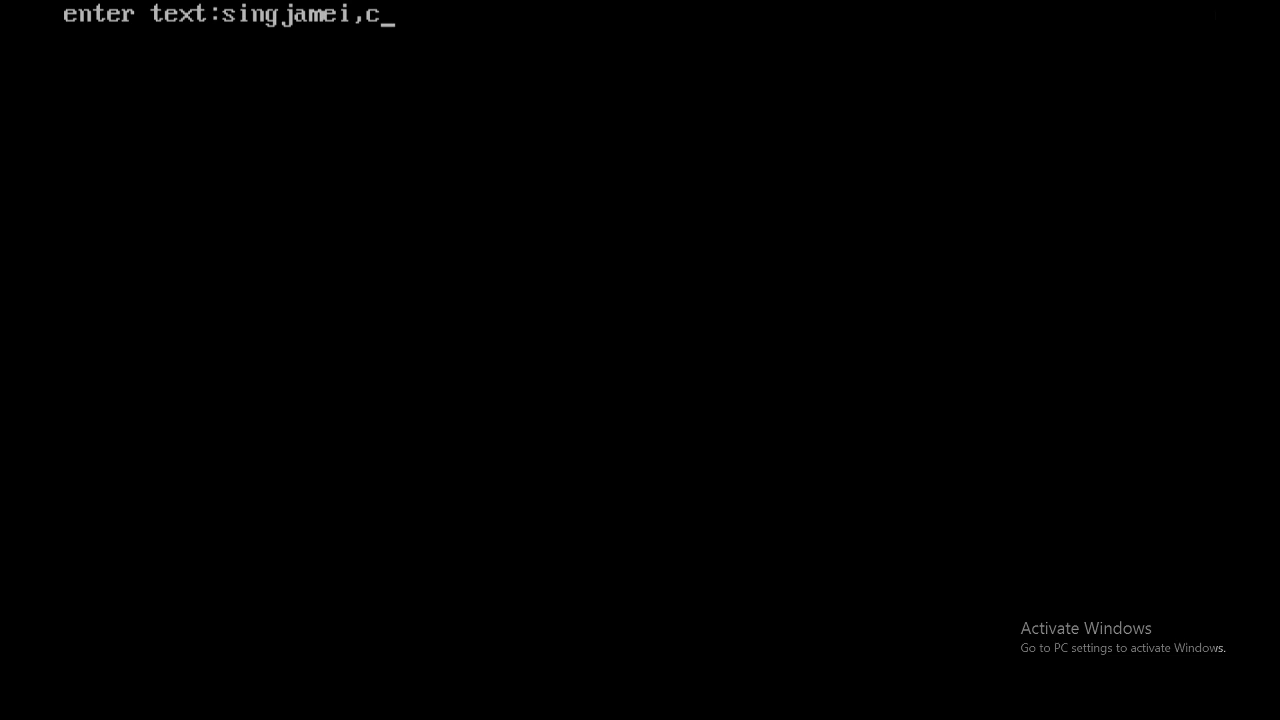 enter text:singjamei,c_
Activate Windows
Go to PC settings to activate Windows.